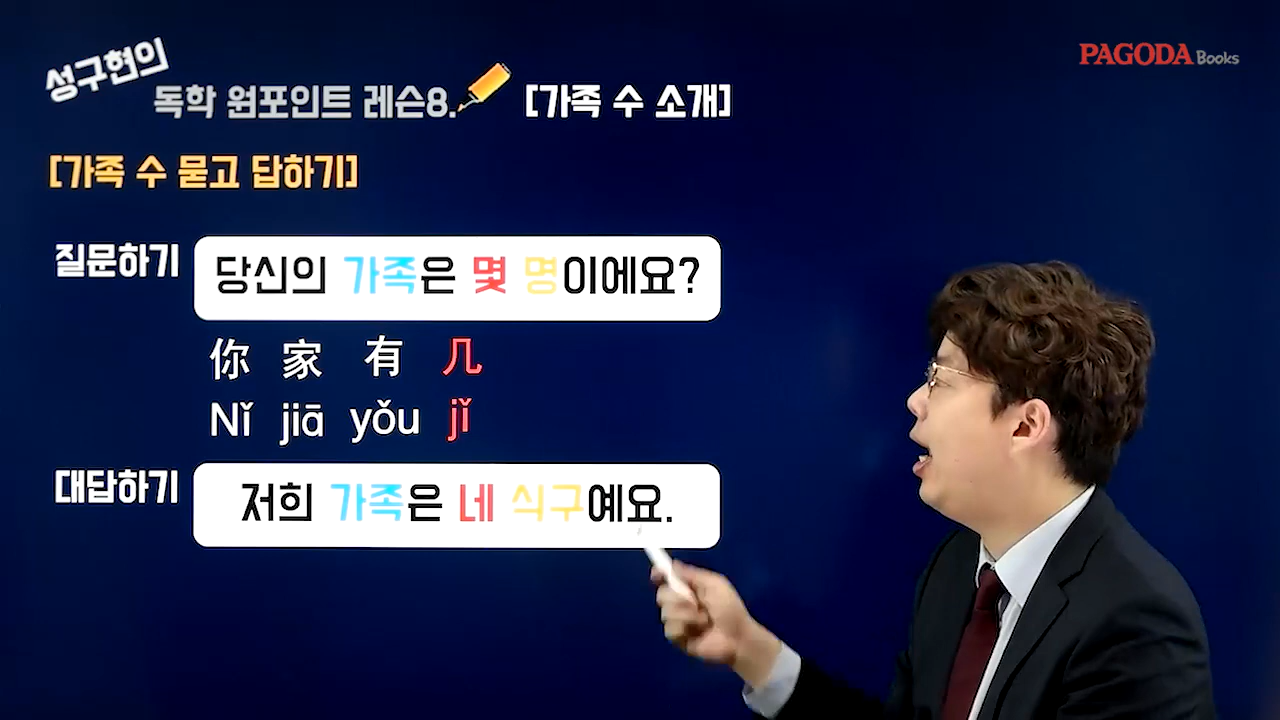 성구현의
독학 원포인트 레슨8. [가족 수 소개]
PAGODA Books
[가족 수 묻고 답하기]
질문하기 당신의 가족은 몇 명이에요?
你 家 有 几
Nǐ jiā yǒu jǐ
대답하기 저희 가족은 네 식구예요.